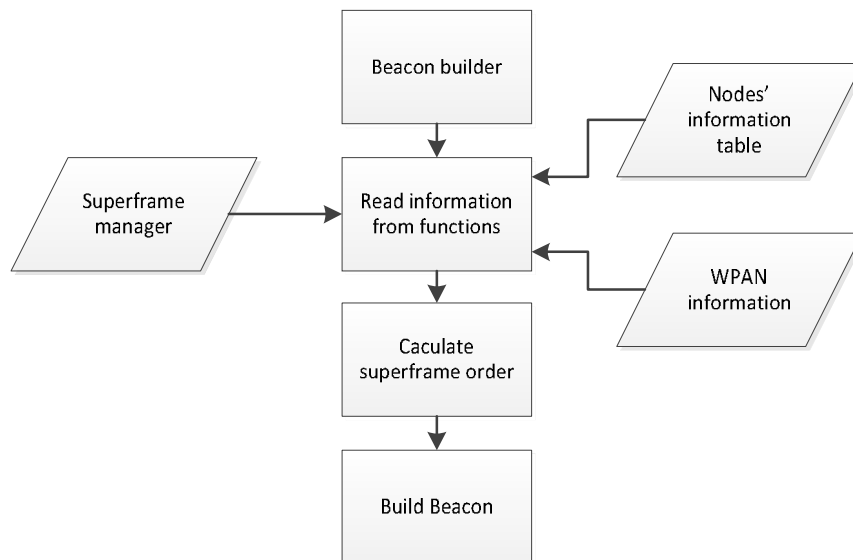 Beacon builder
Nodes'
information
table
Superframe
manager
Read information
from functions
WPAN
information
Caculate
superframe order
Build Beacon